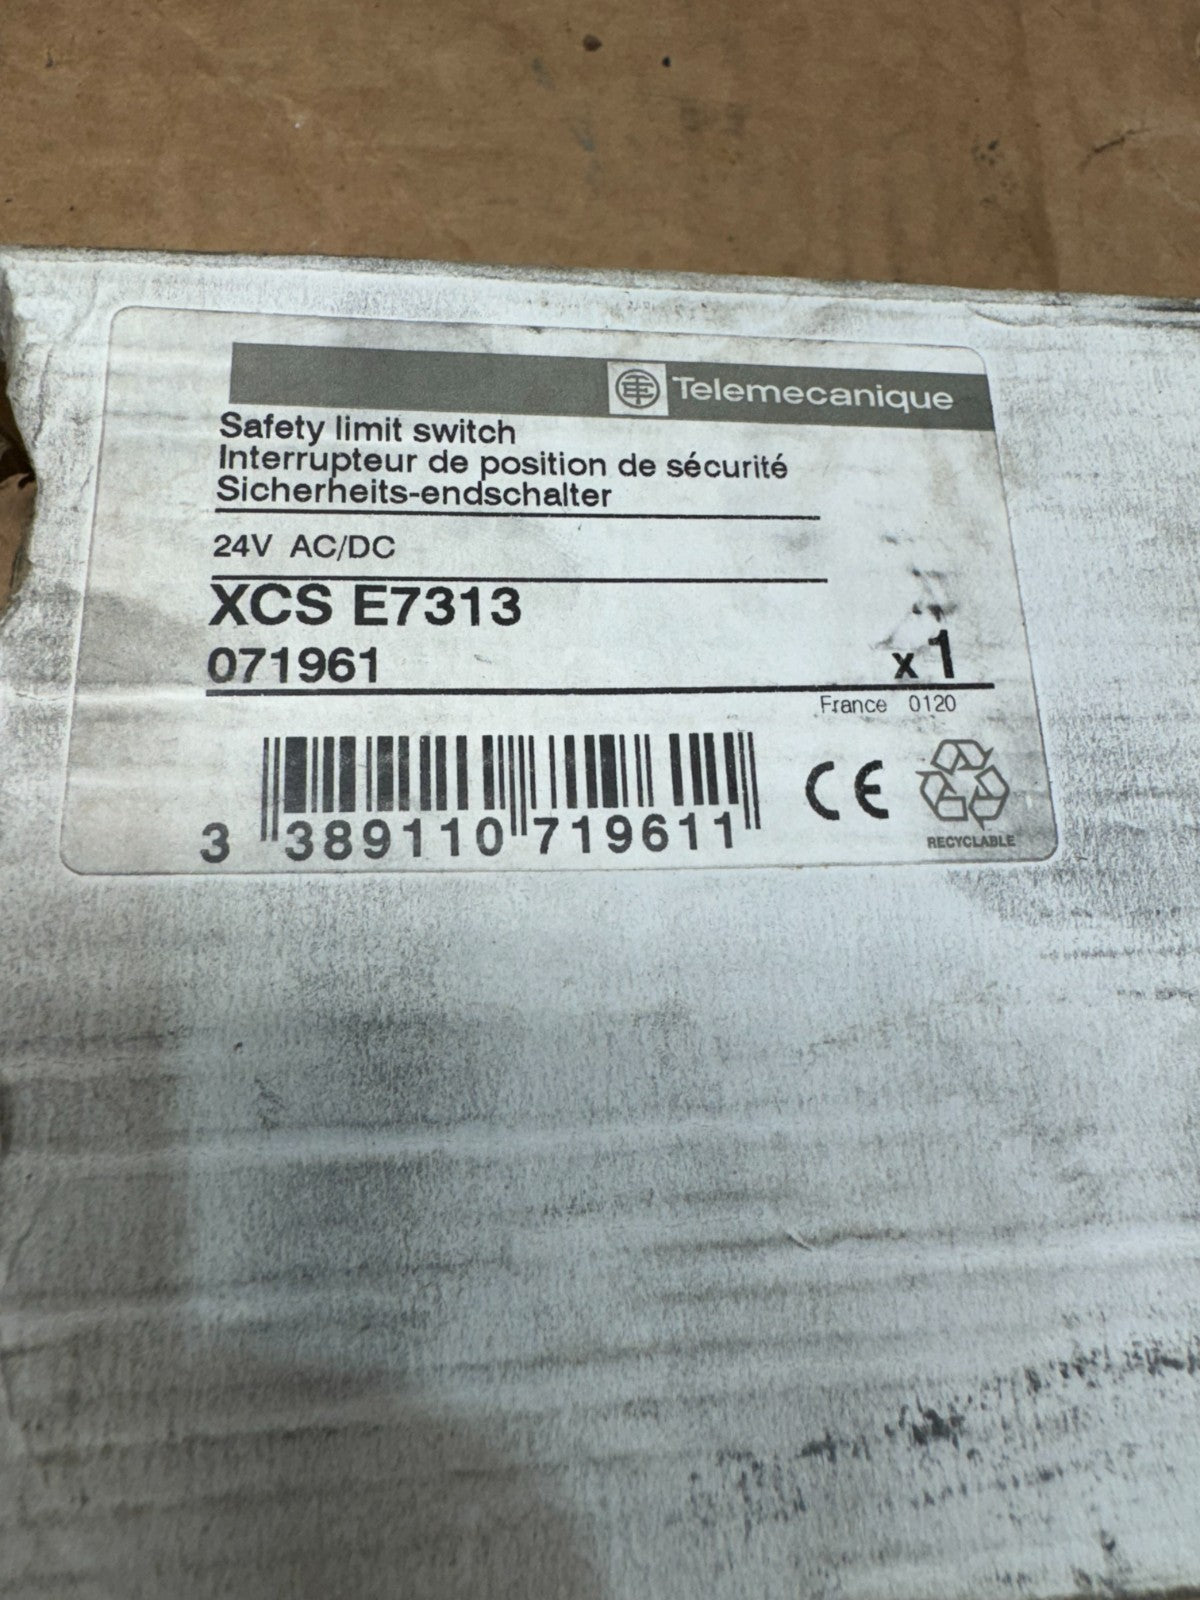 Telemecanique
Safety limit switch
Interrupteur de position de sécurité
Sicherheits-endschalter
24V AC/DC
XCS E7313
071961
x 1
France 0120
3 389110 719611
CE
RECYCLABLE